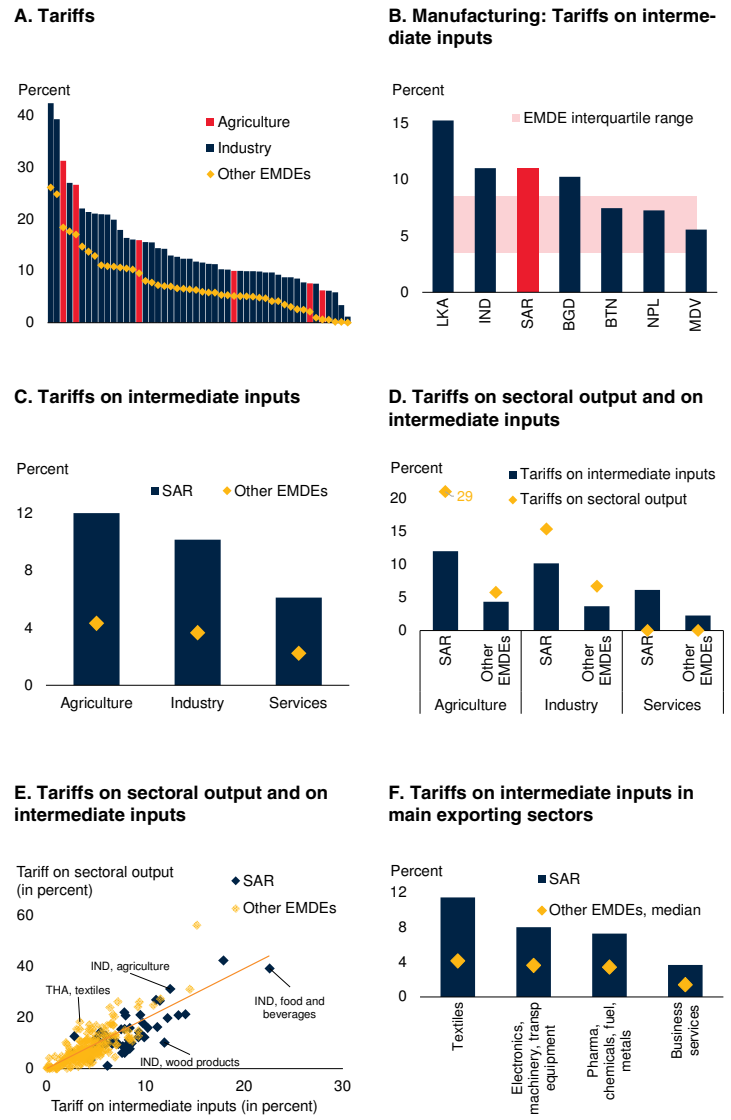 A. Tariffs
Percent
40
30
20
10
0
Agriculture
Industry
Other EMDEs
B. Manufacturing: Tariffs on interme-
diate inputs
Percent
15
10
5
0
EMDE interquartile range
LKA
IND
SAR
BGD
BTN
NPL
MDV
C. Tariffs on intermediate inputs
Percent
SAR
Other EMDEs
12
8
4
0
Agriculture
Industry
Services
D. Tariffs on sectoral output and on
intermediate inputs
Percent
Tariffs on intermediate inputs
Tariffs on sectoral output
20
15
10
5
0
29
SAR
Other
EMDEs
SAR
Other
EMDEs
SAR
Other
EMDEs
Agriculture
Industry
Services
E. Tariffs on sectoral output and on
intermediate inputs
Tariff on sectoral output
(in percent)
SAR
Other EMDEs
60
40
20
0
IND, agriculture
THA, textiles
IND, food and
beverages
IND, wood products
0
10
20
30
Tariff on intermediate inputs (in percent)
F. Tariffs on intermediate inputs in
main exporting sectors
Percent
SAR
Other EMDEs, median
12
8
4
0
Textiles
Electronics,
machinery, transp
equipment
Pharma,
chemicals, fuel,
metals
Business
services